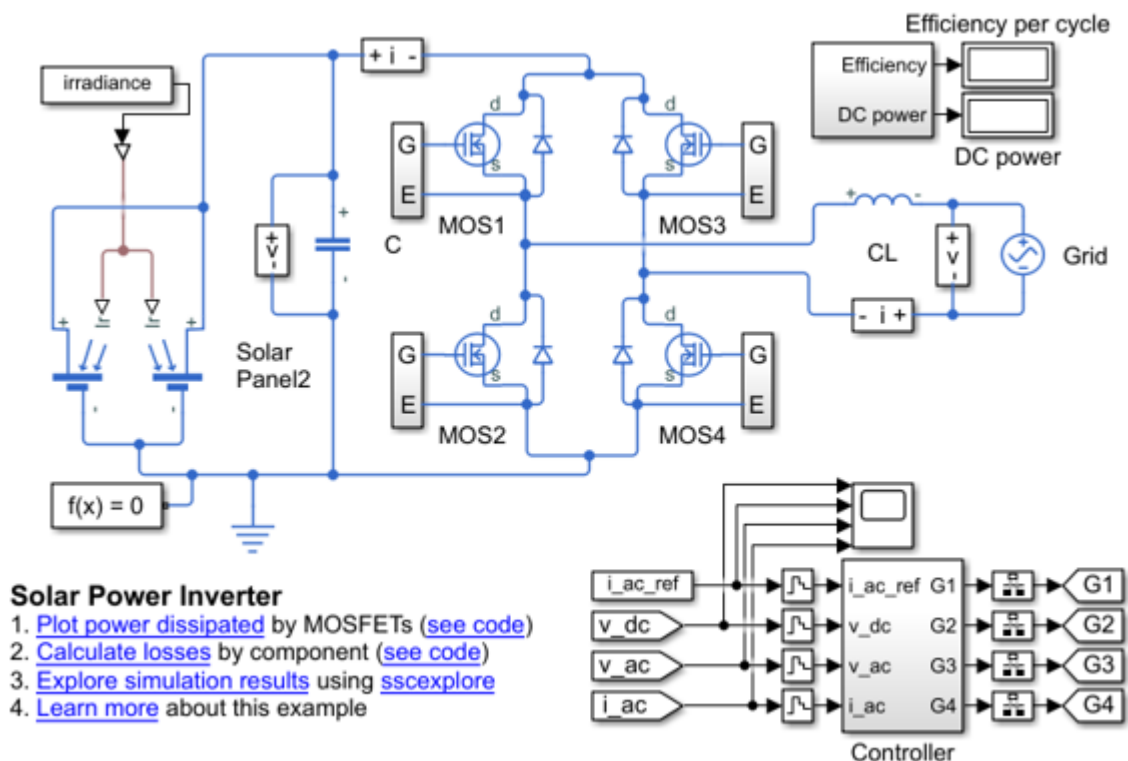 Efficiency per cycle
irradiance
+ i -
Efficiency
DC power
DC power
d
d
G
G
s
s
E
E
+
+v-
-
C
MOS1
MOS3
+
-
CL
+v-
Grid
- i +
Ir
Ir
+
+
-
-
Solar
Panel2
d
d
G
G
s
s
E
E
MOS2
MOS4
f(x) = 0
Solar Power Inverter
1. Plot power dissipated by MOSFETs (see code)
2. Calculate losses by component (see code)
3. Explore simulation results using sscexplore
4. Learn more about this example
i_ac_ref
i_ac_ref
G1
G1
v_dc
v_dc
G2
G2
v_ac
v_ac
G3
G3
i_ac
i_ac
G4
G4
Controller